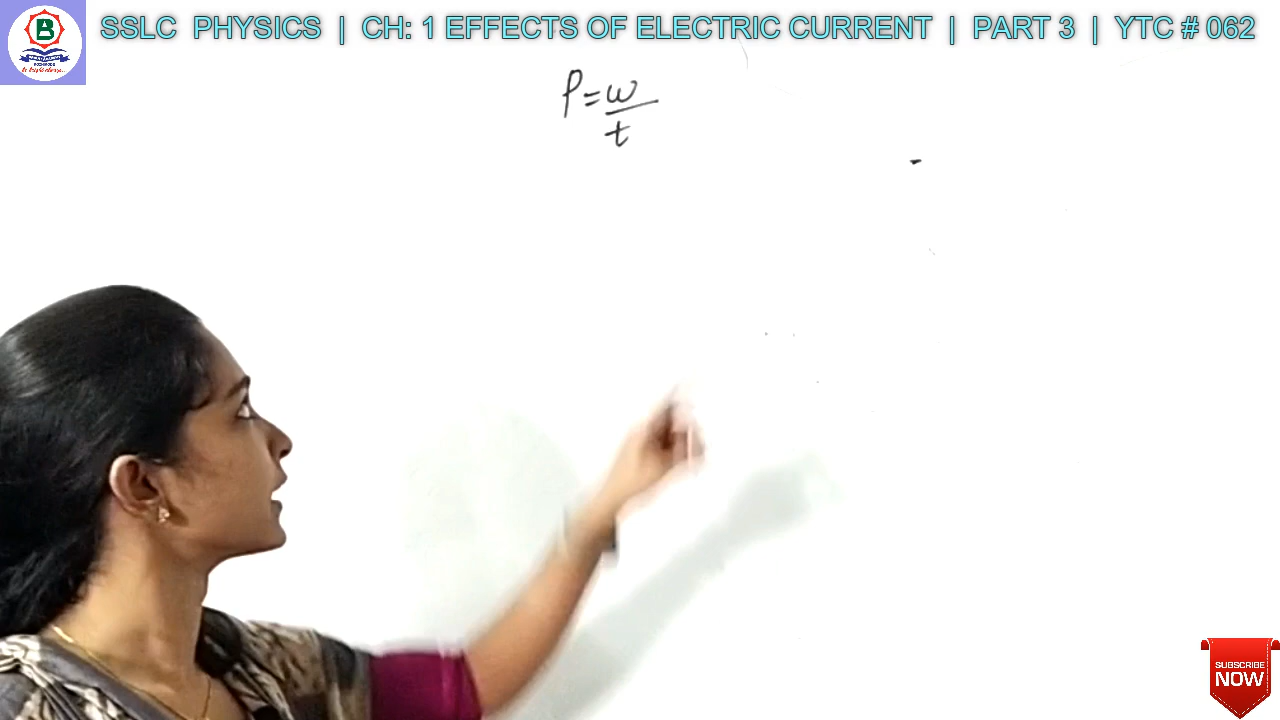 SSLC PHYSICS | CH: 1 EFFECTS OF ELECTRIC CURRENT | PART 3 | YTC # 062
B
P=w
t
SUBSCRIBE
NOW